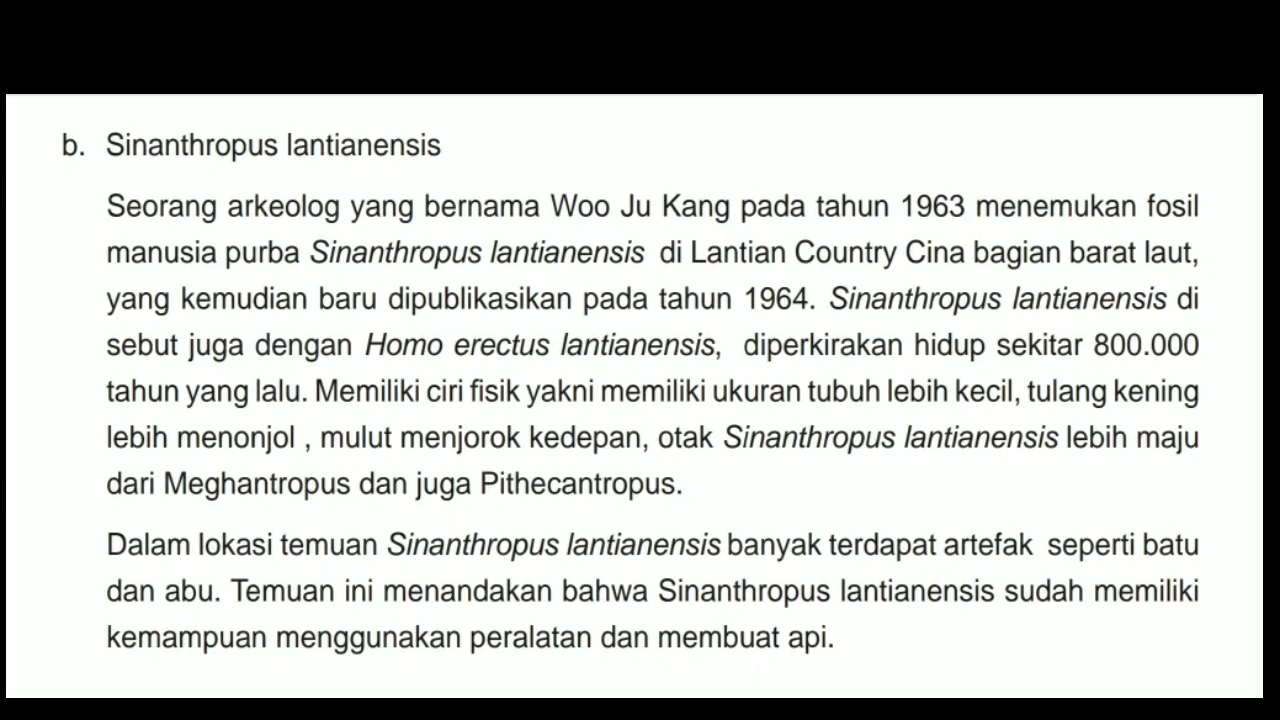 b. Sinanthropus lantianensis
Seorang arkeolog yang bernama Woo Ju Kang pada tahun 1963 menemukan fosil
manusia purba Sinanthropus lantianensis di Lantian Country Cina bagian barat laut,
yang kemudian baru dipublikasikan pada tahun 1964. Sinanthropus lantianensis di
sebut juga dengan Homo erectus lantianensis, diperkirakan hidup sekitar 800.000
tahun yang lalu. Memiliki ciri fisik yakni memiliki ukuran tubuh lebih kecil, tulang kening
lebih menonjol , mulut menjorok kedepan, otak Sinanthropus lantianensis lebih maju
dari Meghantropus dan juga Pithecantropus.
Dalam lokasi temuan Sinanthropus lantianensis banyak terdapat artefak seperti batu
dan abu. Temuan ini menandakan bahwa Sinanthropus lantianensis sudah memiliki
kemampuan menggunakan peralatan dan membuat api.